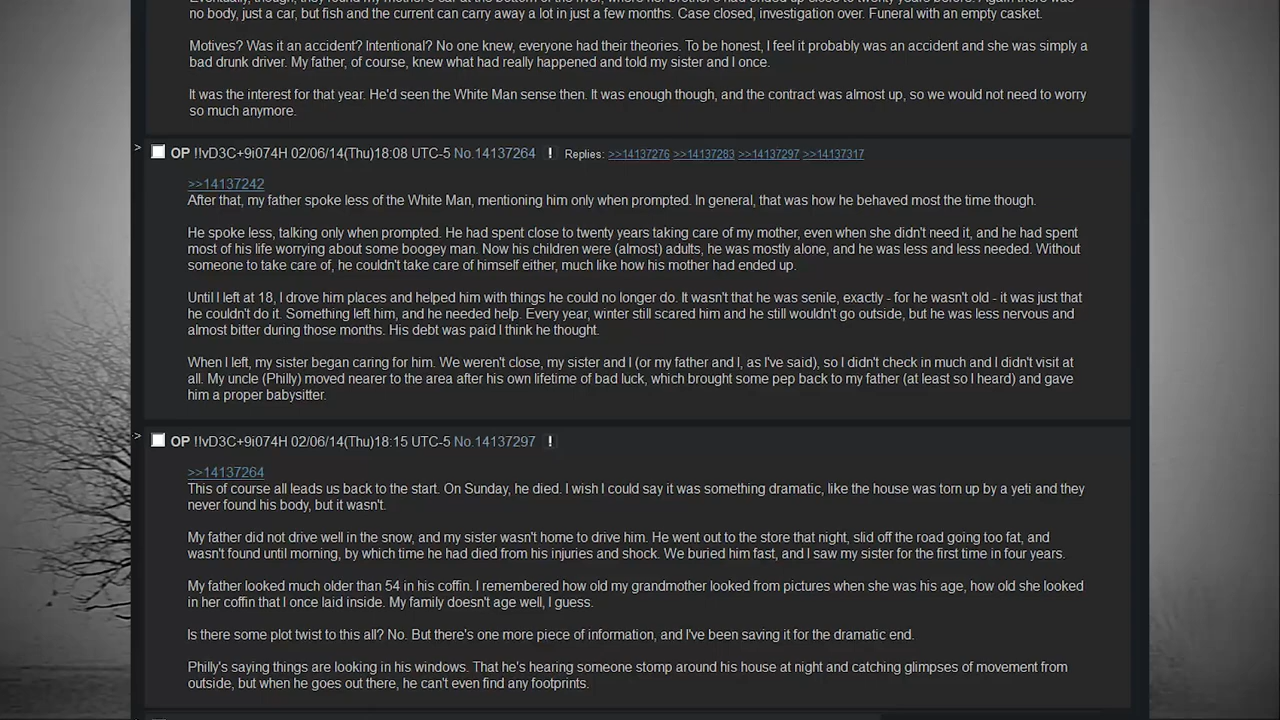 no body, just a car, but fish and the current can carry away a lot in just a few months. Case closed, investigation over. Funeral with an empty casket.
Motives? Was it an accident? Intentional? No one knew, everyone had their theories. To be honest, I feel it probably was an accident and she was simply a
bad drunk driver. My father, of course, knew what had really happened and told my sister and I once.
It was the interest for that year. He'd seen the White Man sense then. It was enough though, and the contract was almost up, so we would not need to worry
so much anymore.
> OP !!vD3C+9i074H 02/06/14(Thu)18:08 UTC-5 No.14137264 ! Replies: >>14137276 >>14137283 >>14137297 >>14137317
>>14137242
After that, my father spoke less of the White Man, mentioning him only when prompted. In general, that was how he behaved most the time though.
He spoke less, talking only when prompted. He had spent close to twenty years taking care of my mother, even when she didn't need it, and he had spent
most of his life worrying about some boogey man. Now his children were (almost) adults, he was mostly alone, and he was less and less needed. Without
someone to take care of, he couldn't take care of himself either, much like how his mother had ended up.
Until I left at 18, I drove him places and helped him with things he could no longer do. It wasn't that he was senile, exactly - for he wasn't old - it was just that
he couldn't do it. Something left him, and he needed help. Every year, winter still scared him and he still wouldn't go outside, but he was less nervous and
almost bitter during those months. His debt was paid I think he thought.
When I left, my sister began caring for him. We weren't close, my sister and I (or my father and I, as I've said), so I didn't check in much and I didn't visit at
all. My uncle (Philly) moved nearer to the area after his own lifetime of bad luck, which brought some pep back to my father (at least so I heard) and gave
him a proper babysitter.
> OP !!vD3C+9i074H 02/06/14(Thu)18:15 UTC-5 No.14137297 !
>>14137264
This of course all leads us back to the start. On Sunday, he died. I wish I could say it was something dramatic, like the house was torn up by a yeti and they
never found his body, but it wasn't.
My father did not drive well in the snow, and my sister wasn't home to drive him. He went out to the store that night, slid off the road going too fat, and
wasn't found until morning, by which time he had died from his injuries and shock. We buried him fast, and I saw my sister for the first time in four years.
My father looked much older than 54 in his coffin. I remembered how old my grandmother looked from pictures when she was his age, how old she looked
in her coffin that I once laid inside. My family doesn't age well, I guess.
Is there some plot twist to this all? No. But there's one more piece of information, and I've been saving it for the dramatic end.
Philly's saying things are looking in his windows. That he's hearing someone stomp around his house at night and catching glimpses of movement from
outside, but when he goes out there, he can't even find any footprints.